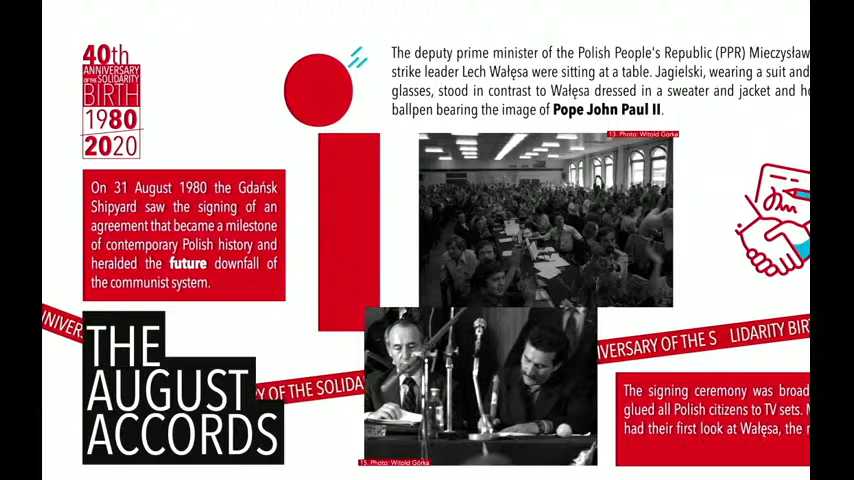 40th
ANNIVERSARY
OF THE SOLIDARITY
BIRTH
1980
2020
The deputy prime minister of the Polish People's Republic (PPR) Mieczysław
strike leader Lech Wałęsa were sitting at a table. Jagielski, wearing a suit and
glasses, stood in contrast to Wałęsa dressed in a sweater and jacket and
ballpen bearing the image of Pope John Paul II.
13. Photo: Witold Górka
On 31 August 1980 the Gdańsk
Shipyard saw the signing of an
agreement that became a milestone
of contemporary Polish history and
heralded the future downfall of
the communist system.
THE
AUGUST
ACCORDS
Y OF THE SOLIDA
VERSARY OF THE S LIDARITY BIR
15. Photo: Witold Górka
The signing ceremony was broad
glued all Polish citizens to TV sets.
had their first look at Wałęsa, the